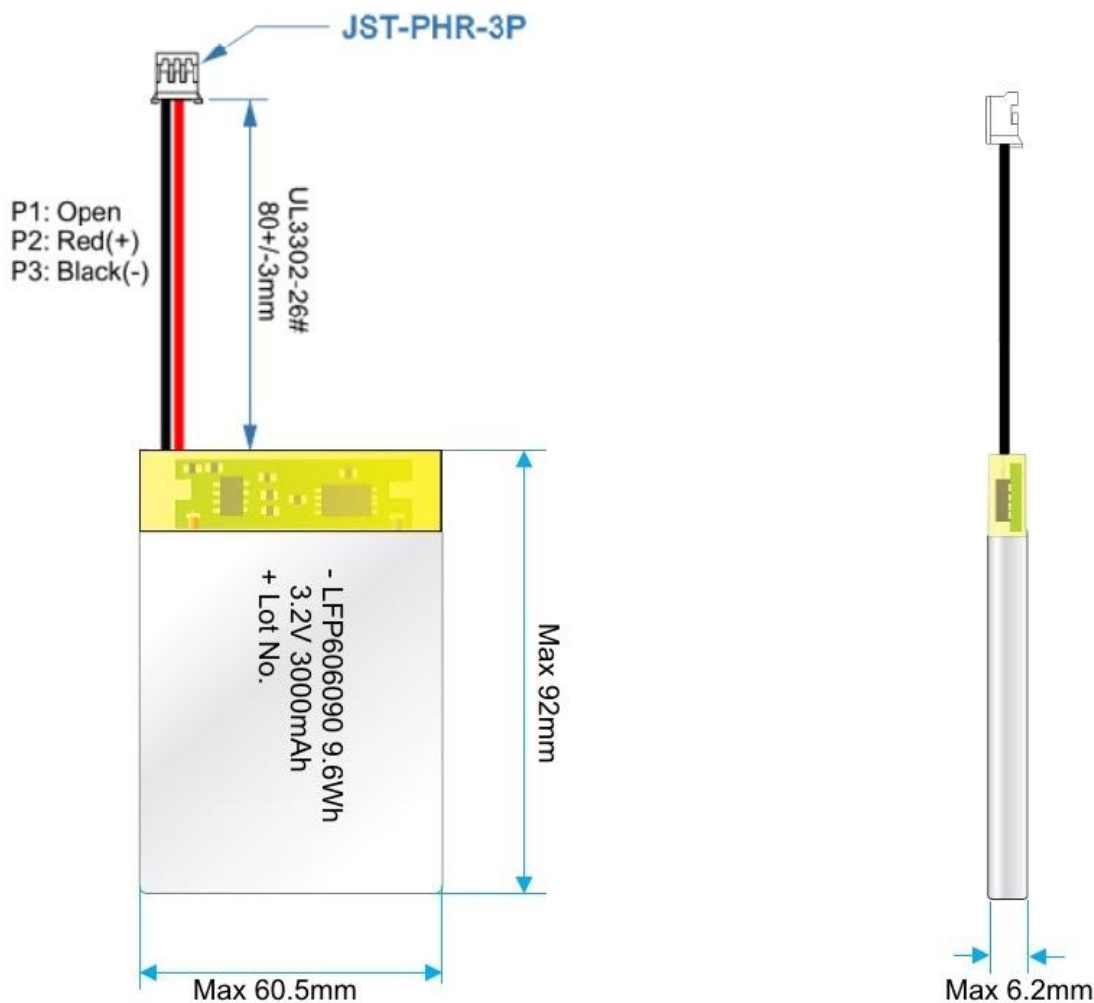 JST-PHR-3P
P1: Open
P2: Red(+)
P3: Black(-)
UL3302-26#
80+/-3mm
- LFP606090 9.6Wh
3.2V 3000mAh
+ Lot No.
Max 92mm
Max 60.5mm
Max 6.2mm